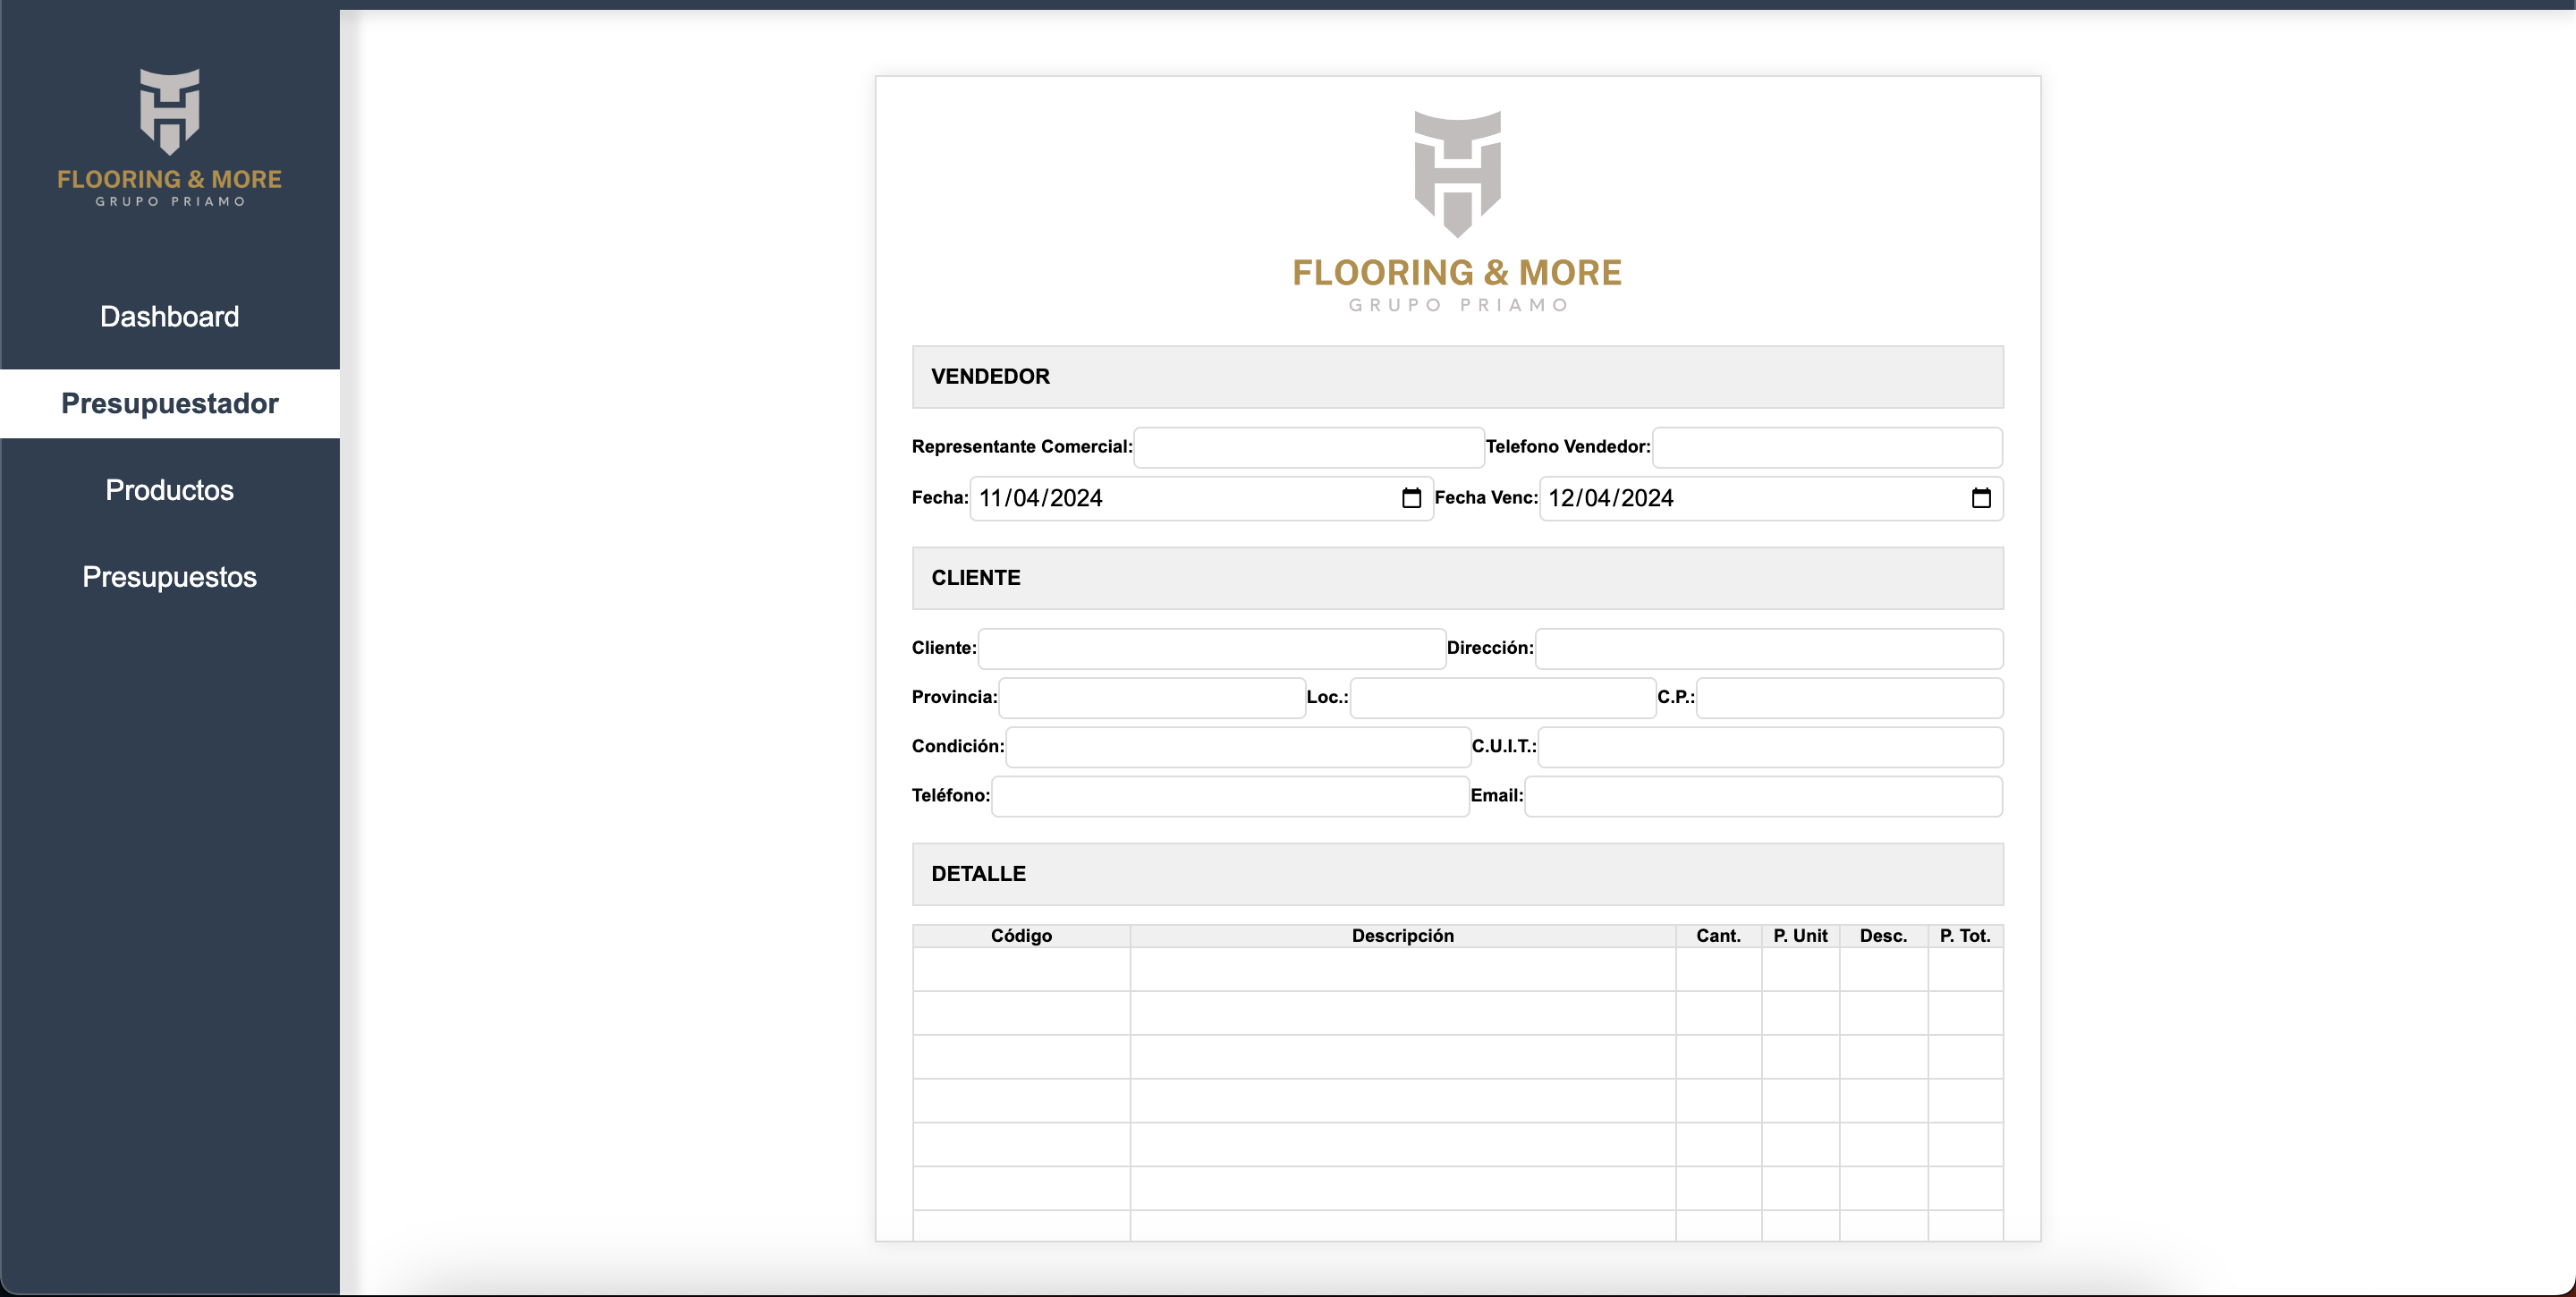 FLOORING & MORE
GRUPO PRIAMO
Dashboard
Presupuestador
Productos
Presupuestos
FLOORING & MORE
GRUPO PRIAMO
VENDEDOR
Representante Comercial: Telefono Vendedor:
Fecha: 11/04/2024 Fecha Venc: 12/04/2024
CLIENTE
Cliente: Dirección:
Provincia: Loc.: C.P.:
Condición: C.U.I.T.:
Teléfono: Email:
DETALLE
Código Descripción Cant. P. Unit Desc. P. Tot.